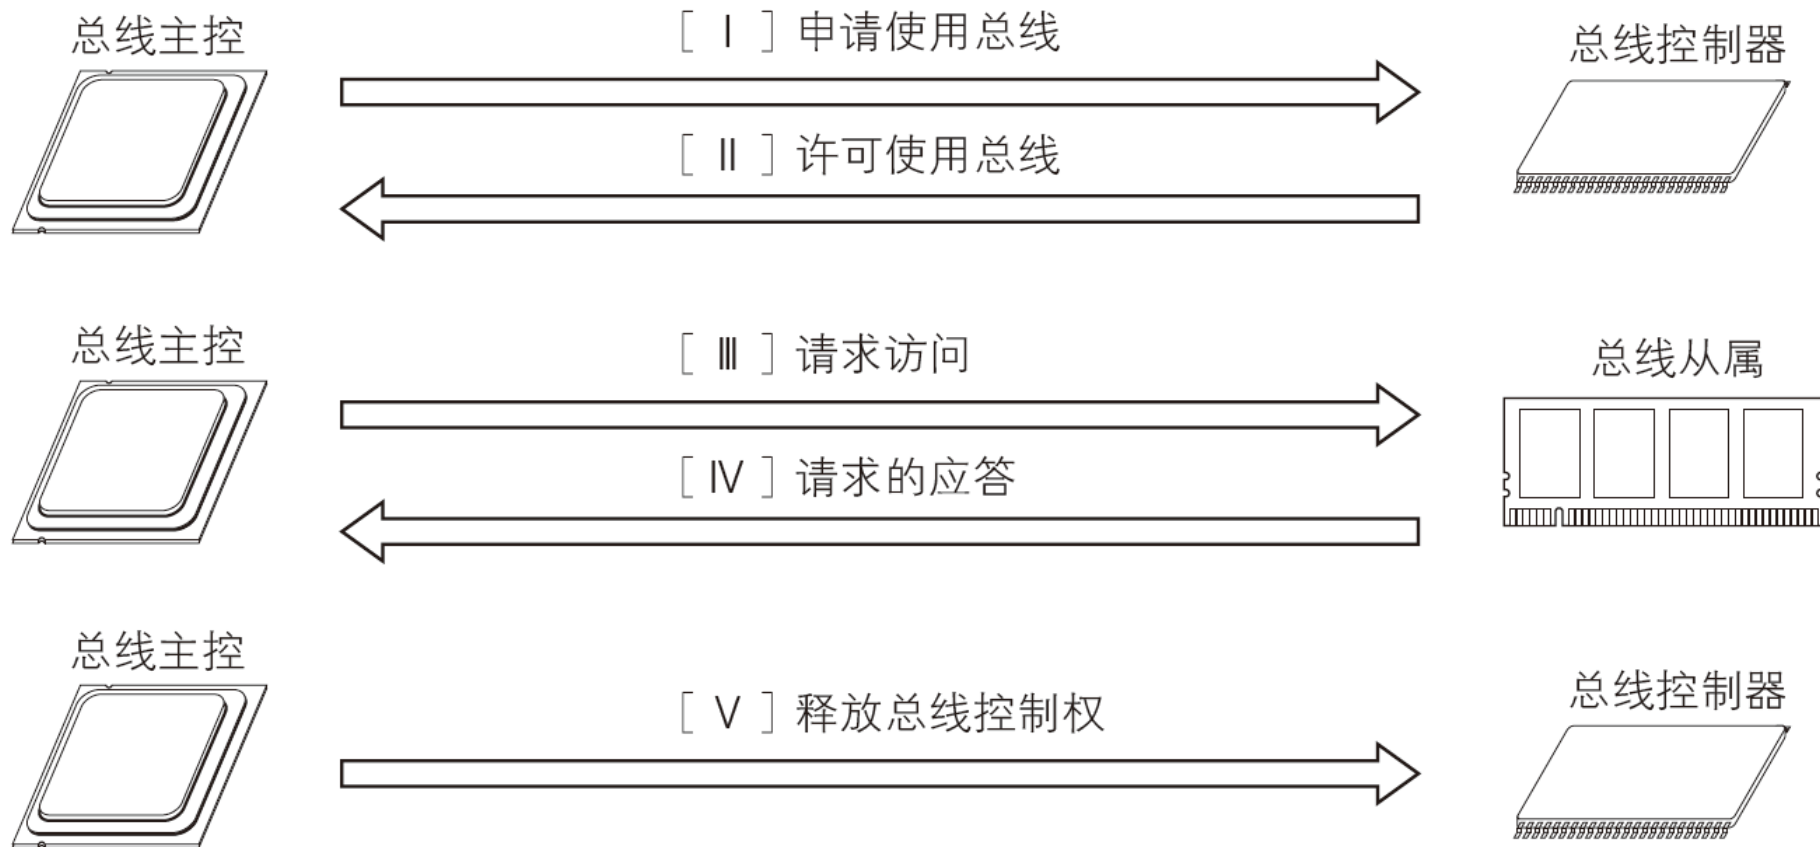 总线主控
[ Ⅰ ] 申请使用总线
总线控制器
[ Ⅱ ] 许可使用总线
总线主控
[ Ⅲ ] 请求访问
总线从属
[ Ⅳ ] 请求的应答
总线主控
[ Ⅴ ] 释放总线控制权
总线控制器